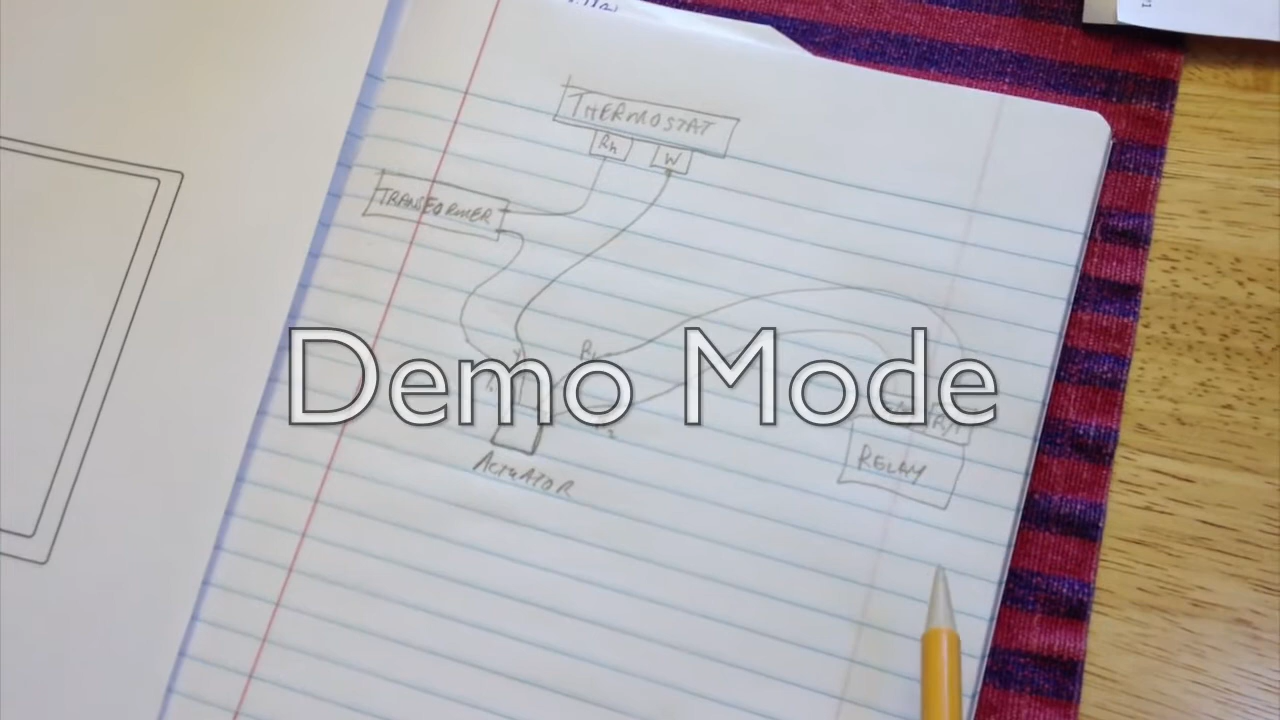 THERMOSTAT
Rh
W
TRANSFORMER
Demo Mode
RELAY
ACTUATOR